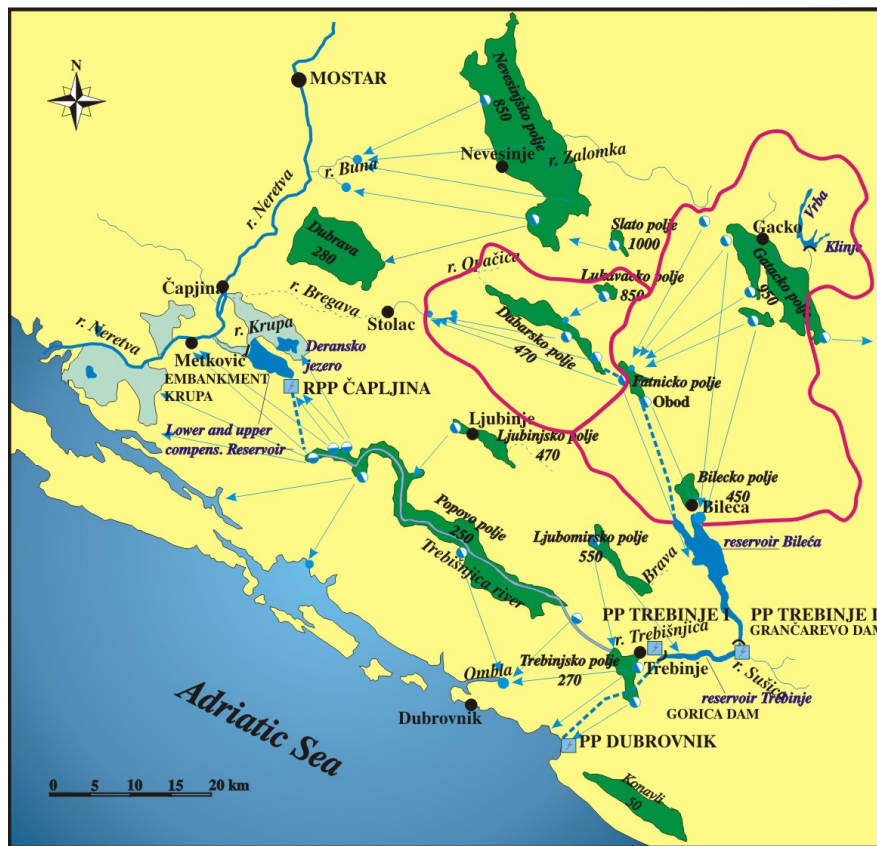 N
MOSTAR
Nevesinjsko polje
850
Nevesinje
r. Zalomka
r. Buna
r. Neretva
Slato polje
1000
Gacko
Vrba
Klinje
Gatacko polje
950
Dubrava
280
r. Opačica
Lukavacko polje
850
Čapjina
r. Bregava
Stolac
Dabarsko polje
470
r. Neretva
r. Krupa
Metković
Deransko
jezero
EMBANKMENT
KRUPA
RPP ČAPLJINA
Fatnicko polje
Obod
Lower and upper
compens. Reservoir
Ljubinje
Ljubinjsko polje
470
Bilecko polje
450
Bileća
Popovo polje
250
Ljubomirsko polje
550
reservoir Bileća
Brava
Trebišnjica river
PP TREBINJE I
PP TREBINJE I
GRANČAREVO DAM
r. Trebišnjica
Trebinjsko polje
270
Trebinje
r. Sušica
Ombla
reservoir Trebinje
GORICA DAM
Dubrovnik
PP DUBROVNIK
Adriatic Sea
Konavli
50
0 5 10 15 20 km